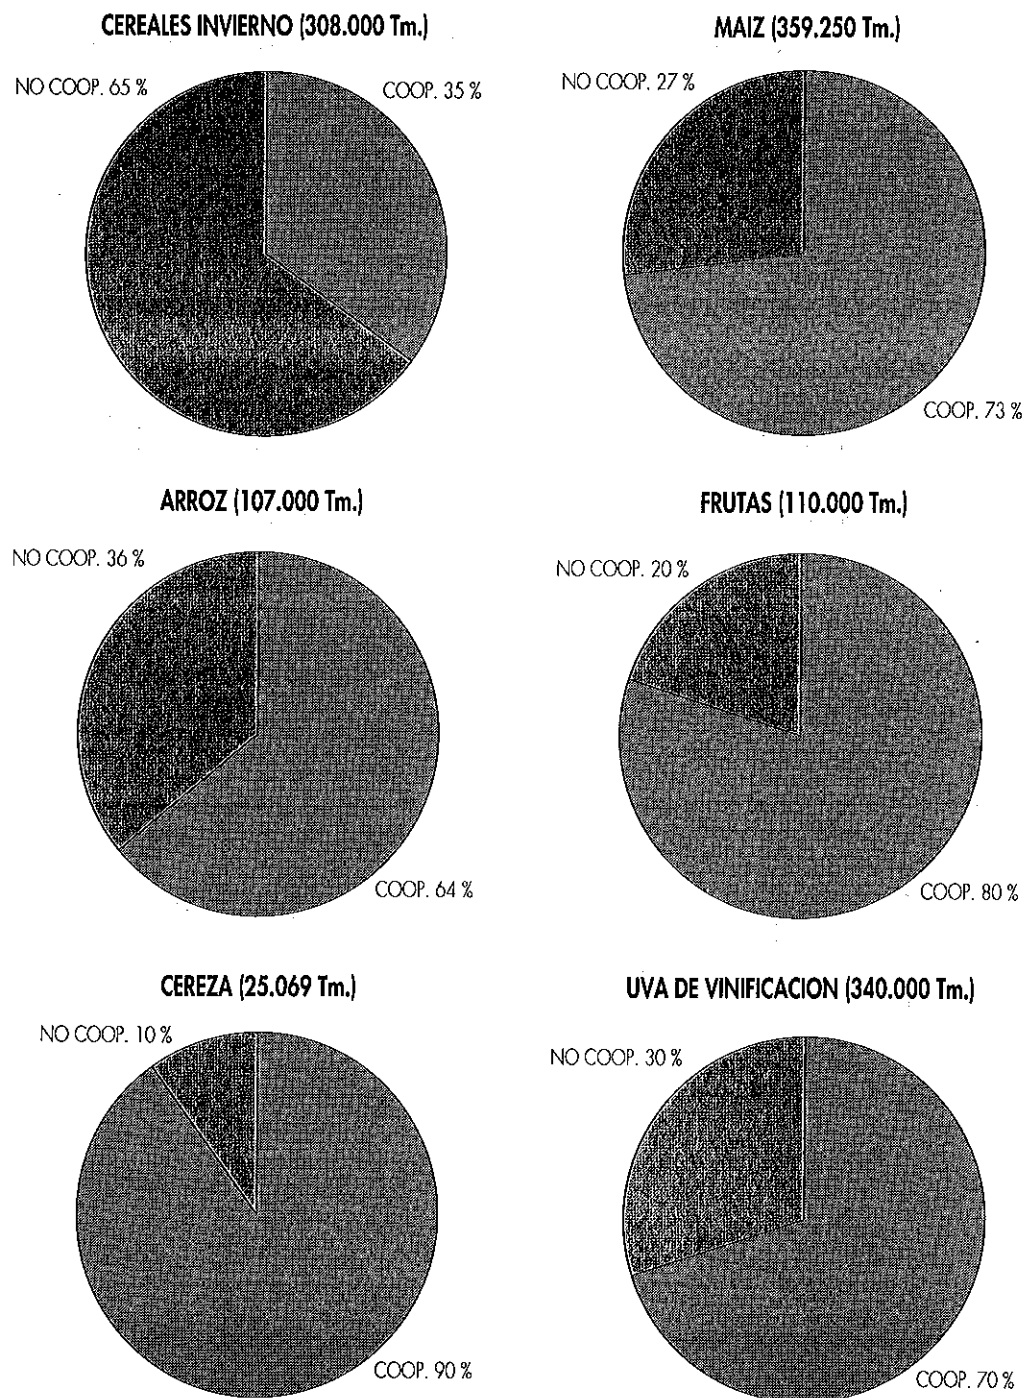 CEREALES INVIERNO (308.000 Tm.)
NO COOP. 65 %
COOP. 35 %
MAIZ (359.250 Tm.)
NO COOP. 27 %
COOP. 73 %
ARROZ (107.000 Tm.)
NO COOP. 36 %
COOP. 64 %
FRUTAS (110.000 Tm.)
NO COOP. 20 %
COOP. 80 %
CEREZA (25.069 Tm.)
NO COOP. 10 %
COOP. 90 %
UVA DE VINIFICACION (340.000 Tm.)
NO COOP. 30 %
COOP. 70 %